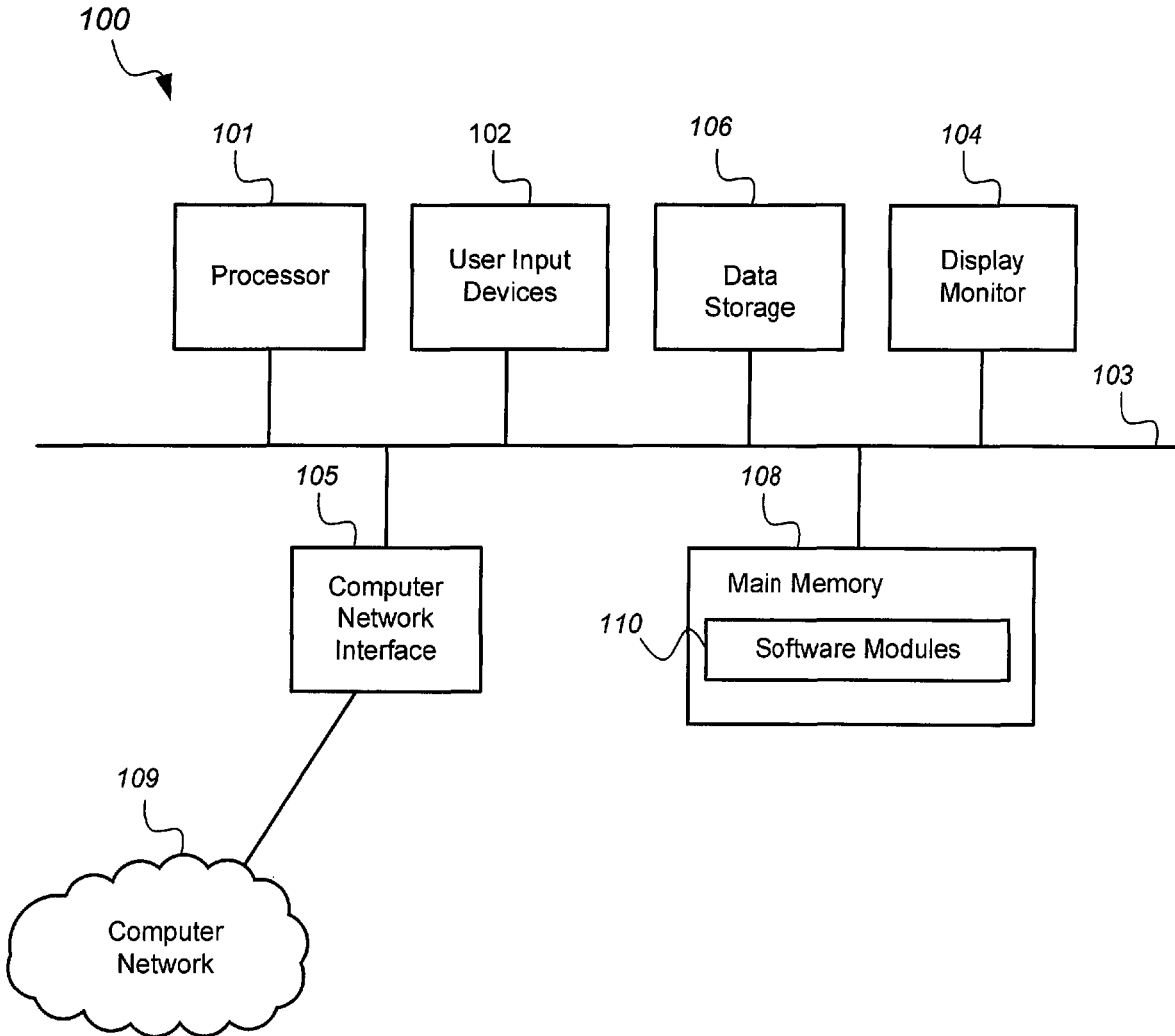 100
101
102
106
104
Processor
User Input
Devices
Data
Storage
Display
Monitor
103
105
108
Computer
Network
Interface
Main Memory
110
Software Modules
109
Computer
Network